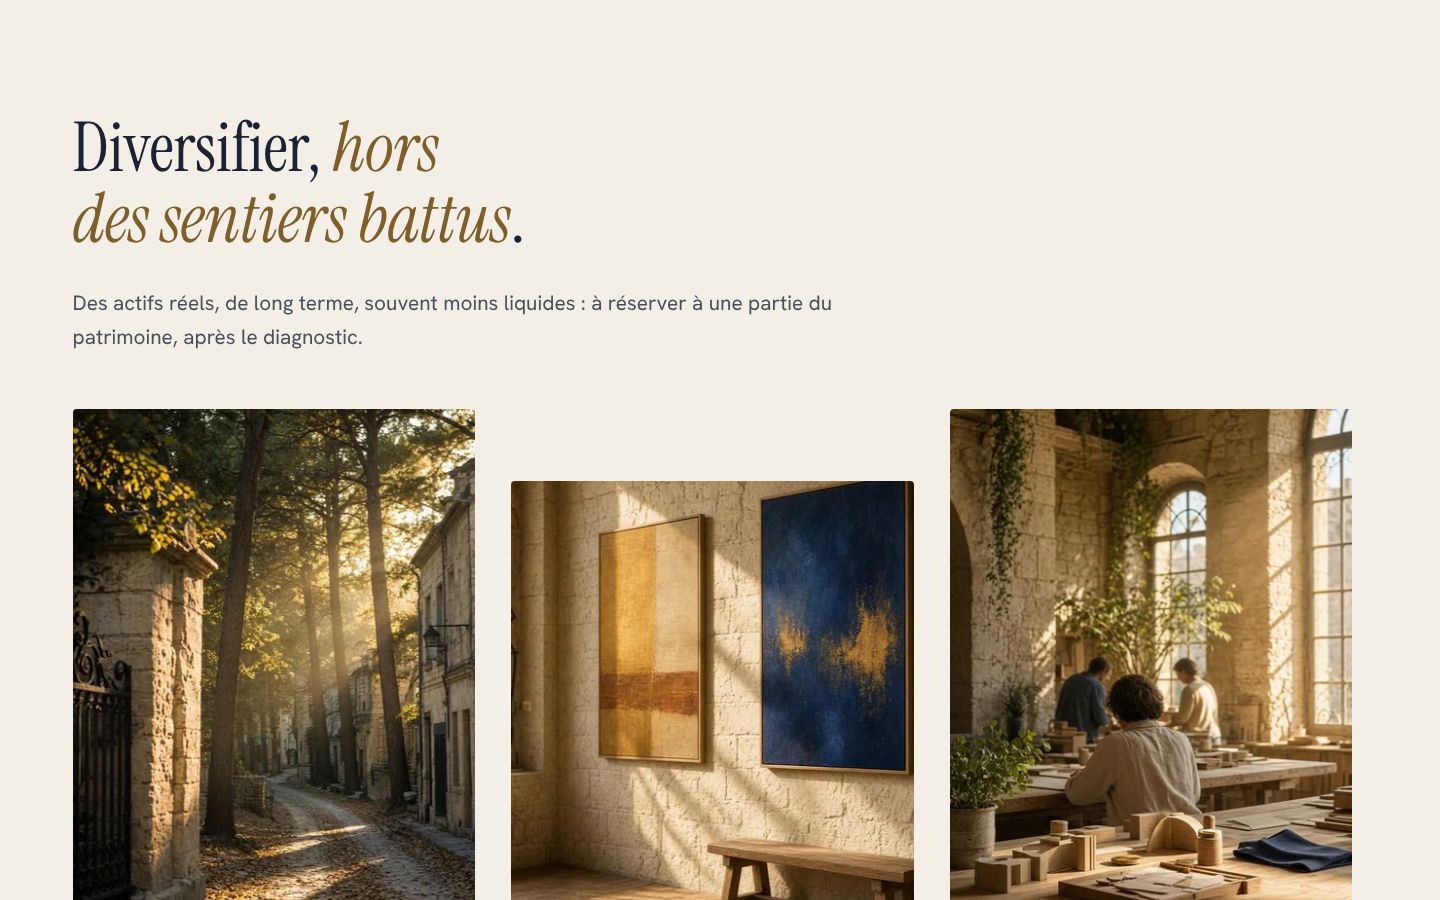 Diversifier, hors
des sentiers battus.
Des actifs réels, de long terme, souvent moins liquides : à réserver à une partie du
patrimoine, après le diagnostic.